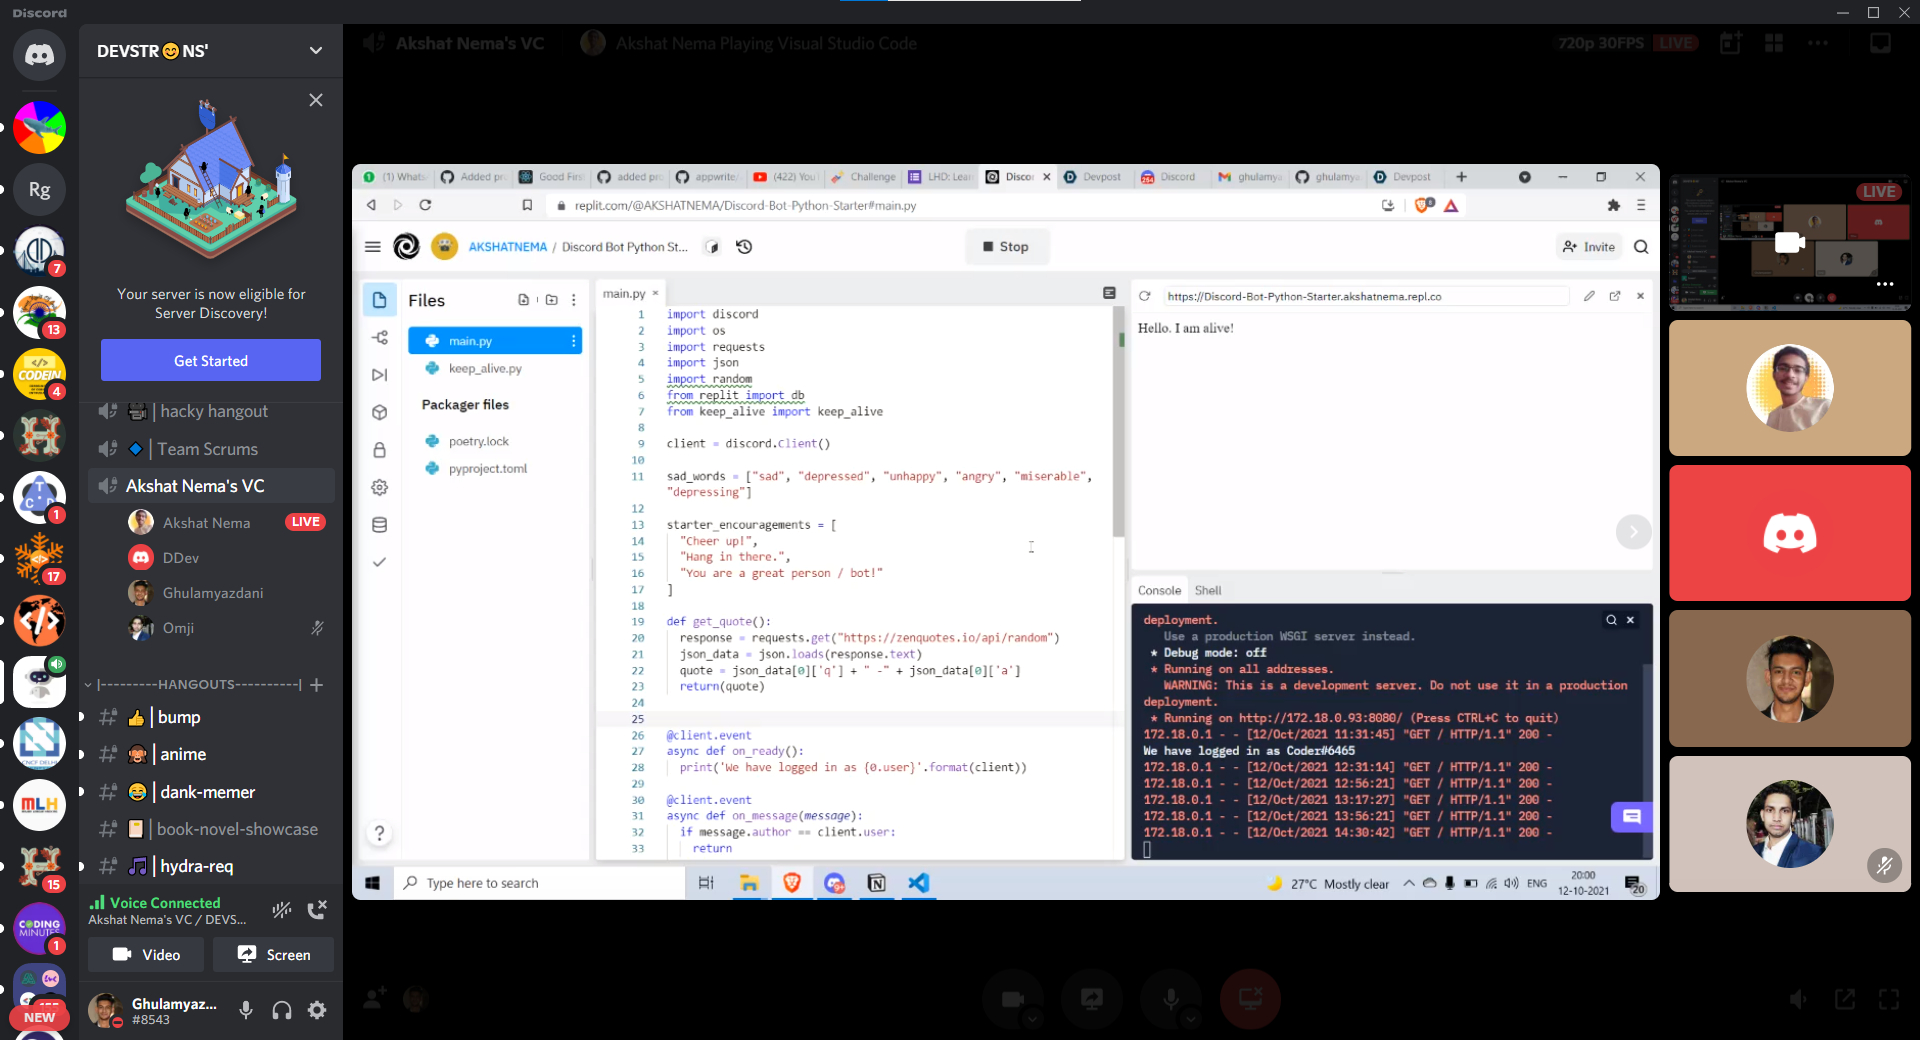 Discord
DEVSTR😊NS'
Your server is now eligible for
Server Discovery!
Get Started
hacky hangout
Team Scrums
Akshat Nema's VC
Akshat Nema LIVE
DDev
Ghulamyazdani
Omji
|---------HANGOUTS----------|
bump
anime
dank-memer
book-novel-showcase
hydra-req
Voice Connected
Akshat Nema's VC / DEVS...
Video Screen
Ghulamyaz...
#8543
Rg
7
13
CODEIN
4
1
17
CNCF DELHI
MLH
15
CODING
MINUTES
1
NEW
Akshat Nema's VC Akshat Nema Playing Visual Studio Code 720p 30FPS LIVE
(1) Whats Added pr Good Firs added pro appwrite/ (422) You Challenge LHD: Lear Discor Devpost Discord ghulamya ghulamya Devpost
replit.com/@AKSHATNEMA/Discord-Bot-Python-Starter#main.py
AKSHATNEMA / Discord Bot Python St... Stop Invite
Files
main.py
keep_alive.py
Packager files
poetry.lock
pyproject.toml
main.py
1 import discord
2 import os
3 import requests
4 import json
5 import random
6 from replit import db
7 from keep_alive import keep_alive
8
9 client = discord.Client()
10
11 sad_words = ["sad", "depressed", "unhappy", "angry", "miserable",
"depressing"]
12
13 starter_encouragements = [
14 "Cheer up!",
15 "Hang in there.",
16 "You are a great person / bot!"
17 ]
18
19 def get_quote():
20 response = requests.get("https://zenquotes.io/api/random")
21 json_data = json.loads(response.text)
22 quote = json_data[0]['q'] + " -" + json_data[0]['a']
23 return(quote)
24
25
26 @client.event
27 async def on_ready():
28 print('We have logged in as {0.user}'.format(client))
29
30 @client.event
31 async def on_message(message):
32 if message.author == client.user:
33 return
https://Discord-Bot-Python-Starter.akshatnema.repl.co
Hello. I am alive!
Console Shell
deployment.
Use a production WSGI server instead.
* Debug mode: off
* Running on all addresses.
WARNING: This is a development server. Do not use it in a production
deployment.
* Running on http://172.18.0.93:8080/ (Press CTRL+C to quit)
172.18.0.1 - - [12/Oct/2021 11:31:45] "GET / HTTP/1.1" 200 -
We have logged in as Coder#6465
172.18.0.1 - - [12/Oct/2021 12:31:14] "GET / HTTP/1.1" 200 -
172.18.0.1 - - [12/Oct/2021 12:56:21] "GET / HTTP/1.1" 200 -
172.18.0.1 - - [12/Oct/2021 13:17:27] "GET / HTTP/1.1" 200 -
172.18.0.1 - - [12/Oct/2021 13:56:21] "GET / HTTP/1.1" 200 -
172.18.0.1 - - [12/Oct/2021 14:30:42] "GET / HTTP/1.1" 200 -
Type here to search
27°C Mostly clear ENG
20:00
12-10-2021
20
LIVE